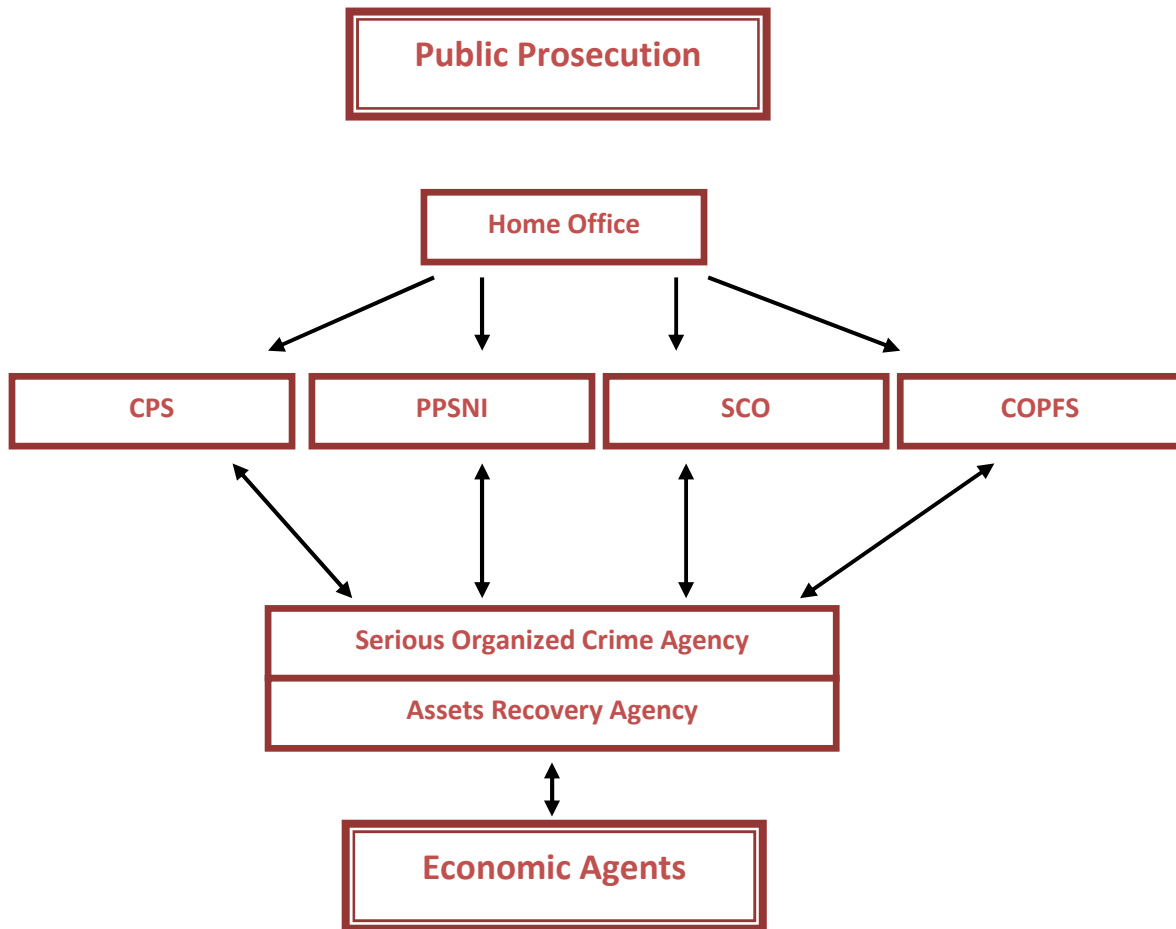 Public Prosecution
Home Office
CPS
PPSNI
SCO
COPFS
Serious Organized Crime Agency
Assets Recovery Agency
Economic Agents